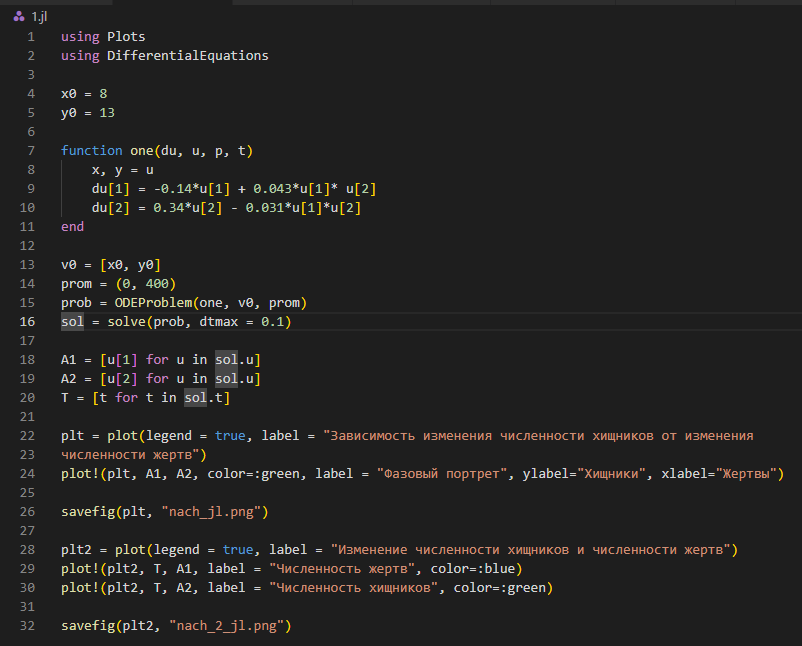 1.jl
1 using Plots
2 using DifferentialEquations
3
4 x0 = 8
5 y0 = 13
6
7 function one(du, u, p, t)
8     x, y = u
9     du[1] = -0.14*u[1] + 0.043*u[1]* u[2]
10     du[2] = 0.34*u[2] - 0.031*u[1]*u[2]
11 end
12
13 v0 = [x0, y0]
14 prom = (0, 400)
15 prob = ODEProblem(one, v0, prom)
16 sol = solve(prob, dtmax = 0.1)
17
18 A1 = [u[1] for u in sol.u]
19 A2 = [u[2] for u in sol.u]
20 T = [t for t in sol.t]
21
22 plt = plot(legend = true, label = "Зависимость изменения численности хищников от изменения
23 численности жертв")
24 plot!(plt, A1, A2, color=:green, label = "Фазовый портрет", ylabel="Хищники", xlabel="Жертвы")
25
26 savefig(plt, "nach_jl.png")
27
28 plt2 = plot(legend = true, label = "Изменение численности хищников и численности жертв")
29 plot!(plt2, T, A1, label = "Численность жертв", color=:blue)
30 plot!(plt2, T, A2, label = "Численность хищников", color=:green)
31
32 savefig(plt2, "nach_2_jl.png")